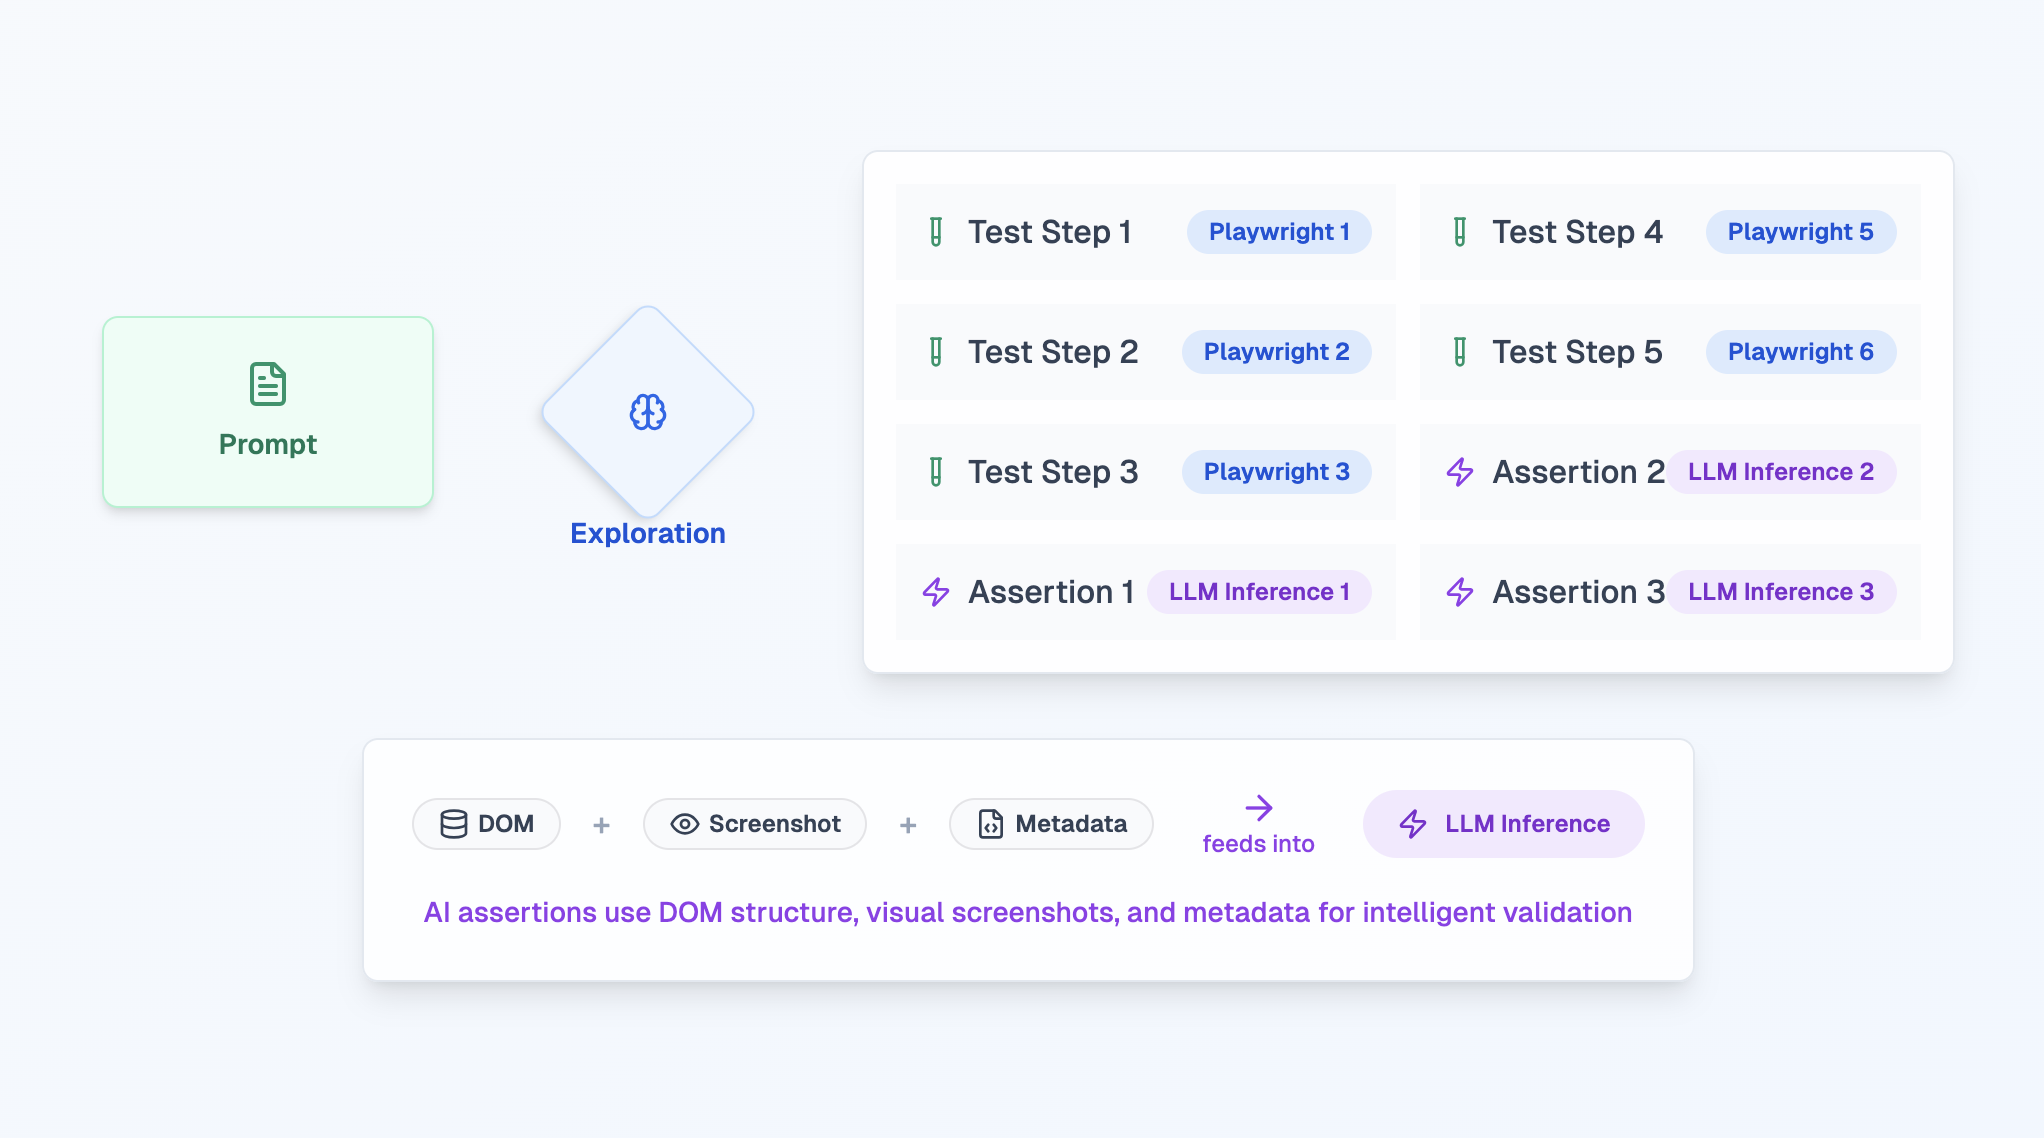 Prompt
Exploration
Test Step 1 Playwright 1
Test Step 2 Playwright 2
Test Step 3 Playwright 3
Assertion 1 LLM Inference 1
Test Step 4 Playwright 5
Test Step 5 Playwright 6
Assertion 2 LLM Inference 2
Assertion 3 LLM Inference 3
DOM + Screenshot + Metadata feeds into LLM Inference
AI assertions use DOM structure, visual screenshots, and metadata for intelligent validation